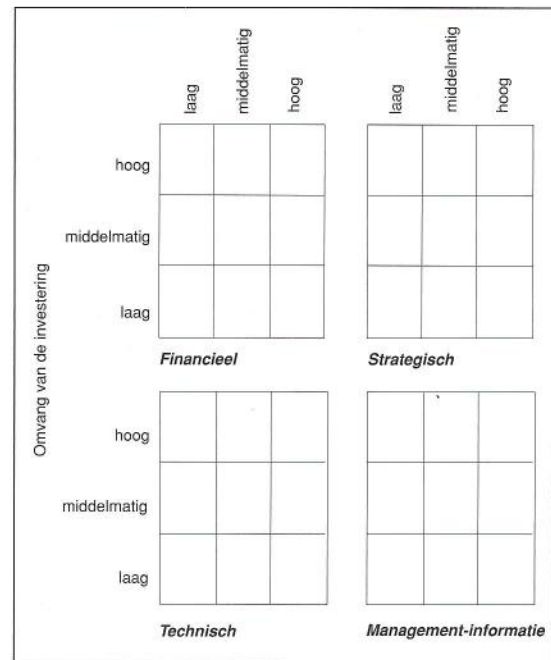 laag
middelmatig
hoog
laag
middelmatig
hoog
Omvang van de investering
hoog
middelmatig
laag
Financieel
Strategisch
hoog
middelmatig
laag
Technisch
Management-informatie